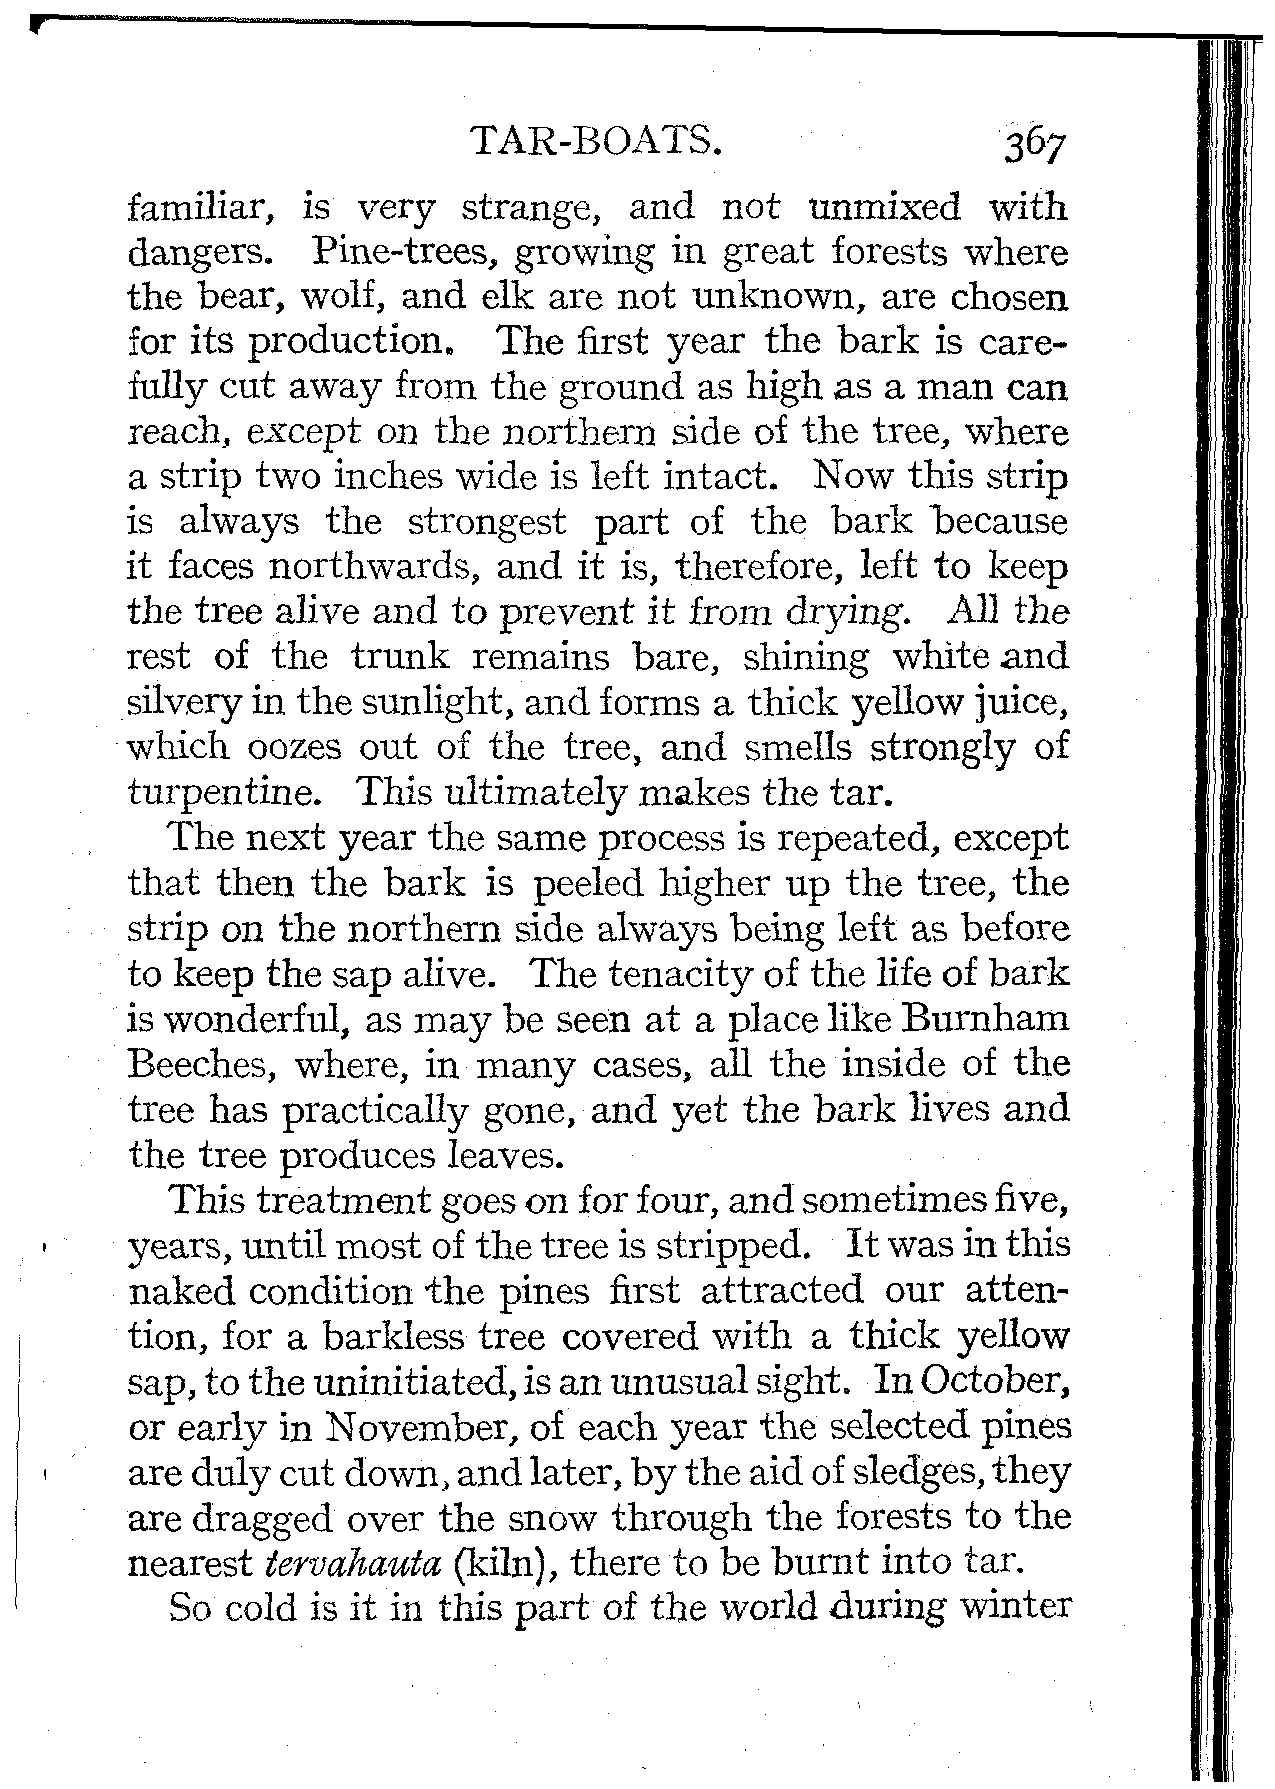 TAR-BOATS. 367
familiar, is very strange, and not unmixed with
dangers. Pine-trees, growing in great forests where
the bear, wolf, and elk are not unknown, are chosen
for its production. The first year the bark is care-
fully cut away from the ground as high as a man can
reach, except on the northern side of the tree, where
a strip two inches wide is left intact. Now this strip
is always the strongest part of the bark because
it faces northwards, and it is, therefore, left to keep
the tree alive and to prevent it from drying. All the
rest of the trunk remains bare, shining white and
silvery in the sunlight, and forms a thick yellow juice,
which oozes out of the tree, and smells strongly of
turpentine. This ultimately makes the tar.
The next year the same process is repeated, except
that then the bark is peeled higher up the tree, the
strip on the northern side always being left as before
to keep the sap alive. The tenacity of the life of bark
is wonderful, as may be seen at a place like Burnham
Beeches, where, in many cases, all the inside of the
tree has practically gone, and yet the bark lives and
the tree produces leaves.
This treatment goes on for four, and sometimes five,
years, until most of the tree is stripped. It was in this
naked condition the pines first attracted our atten-
tion, for a barkless tree covered with a thick yellow
sap, to the uninitiated, is an unusual sight. In October,
or early in November, of each year the selected pines
are duly cut down, and later, by the aid of sledges, they
are dragged over the snow through the forests to the
nearest tervahauta (kiln), there to be burnt into tar.
So cold is it in this part of the world during winter